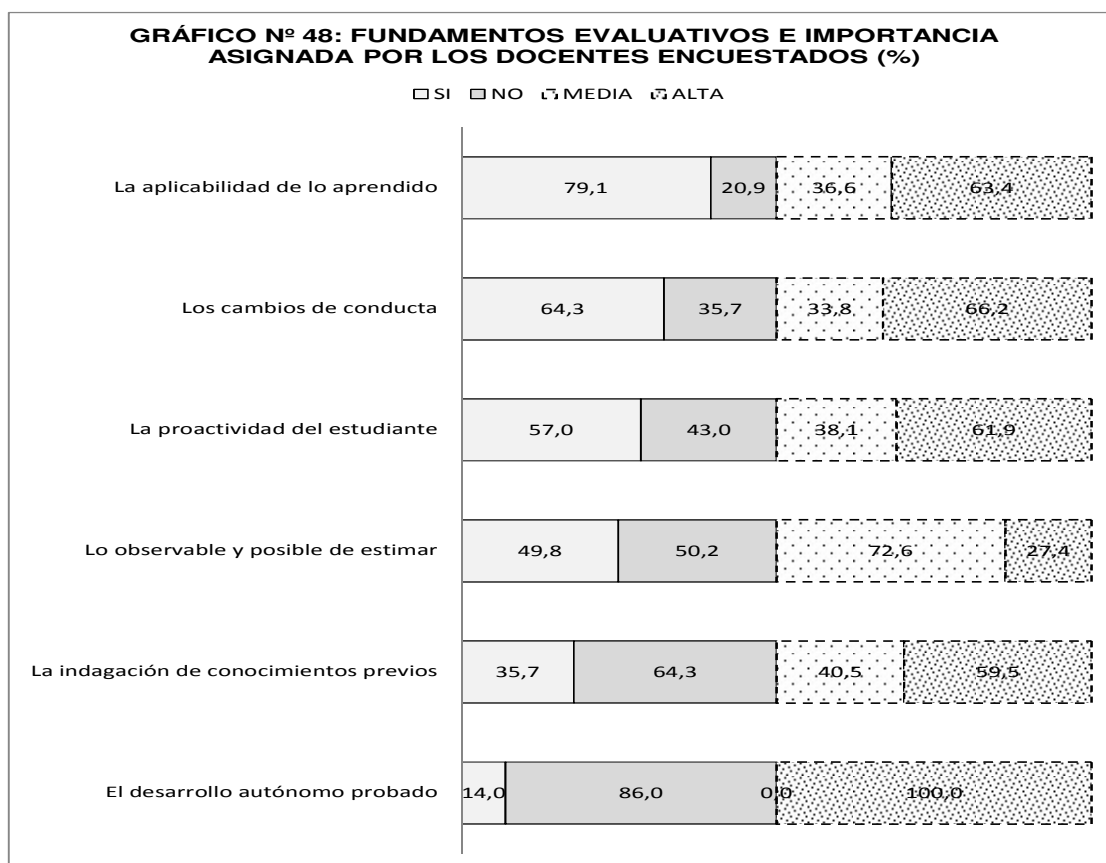 GRÁFICO Nº 48: FUNDAMENTOS EVALUATIVOS E IMPORTANCIA
ASIGNADA POR LOS DOCENTES ENCUESTADOS (%)
SI NO MEDIA ALTA
La aplicabilidad de lo aprendido 79,1 20,9 36,6 63,4
Los cambios de conducta 64,3 35,7 33,8 66,2
La proactividad del estudiante 57,0 43,0 38,1 61,9
Lo observable y posible de estimar 49,8 50,2 72,6 27,4
La indagación de conocimientos previos 35,7 64,3 40,5 59,5
El desarrollo autónomo probado 14,0 86,0 0,0 100,0